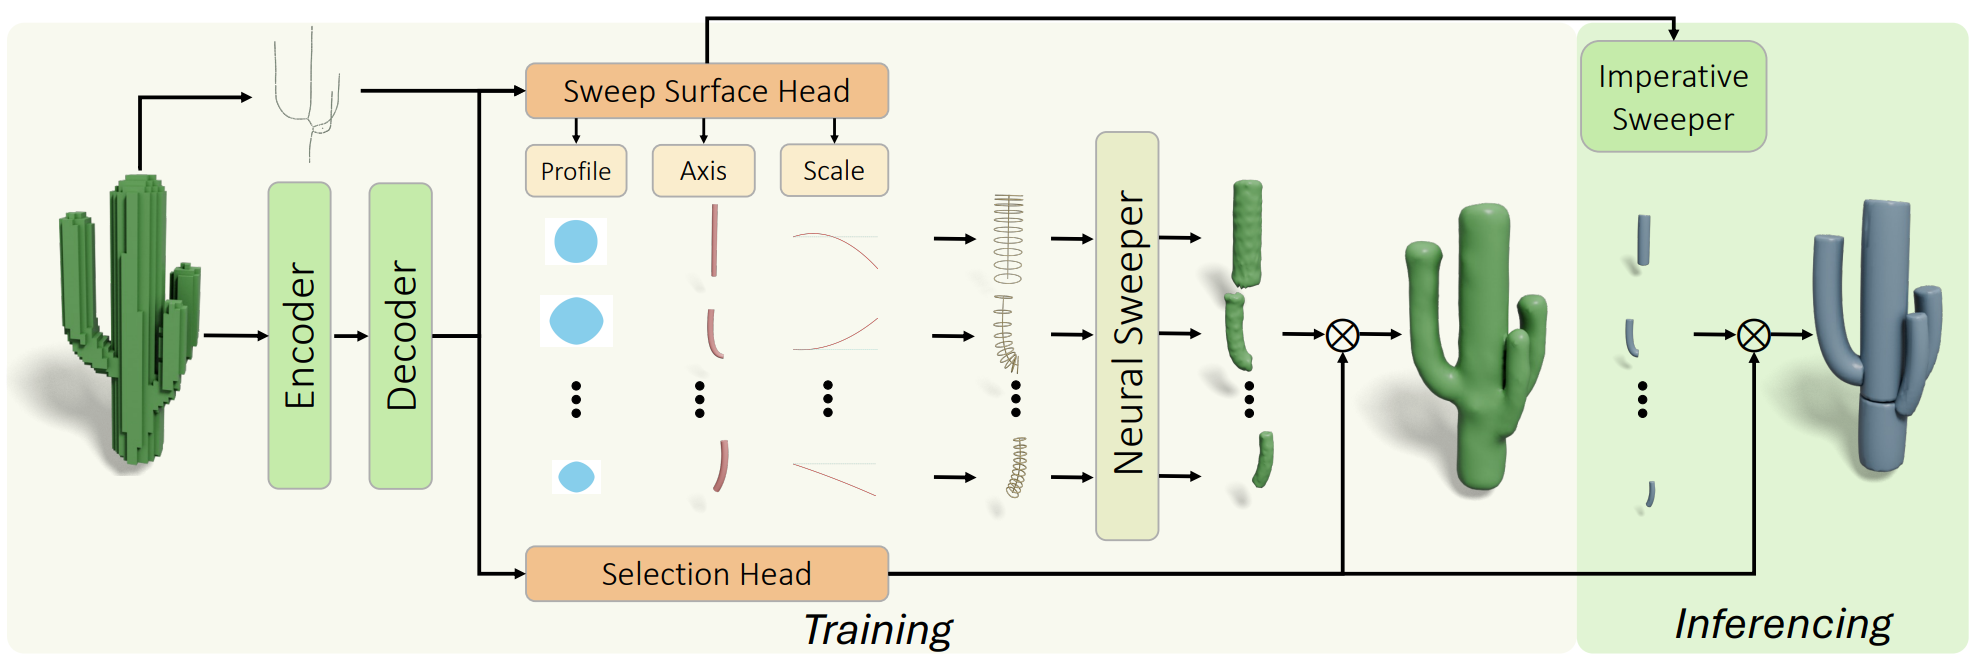 Sweep Surface Head
Imperative
Sweeper
Profile
Axis
Scale
Encoder
Decoder
Neural Sweeper
Selection Head
Training
Inferencing